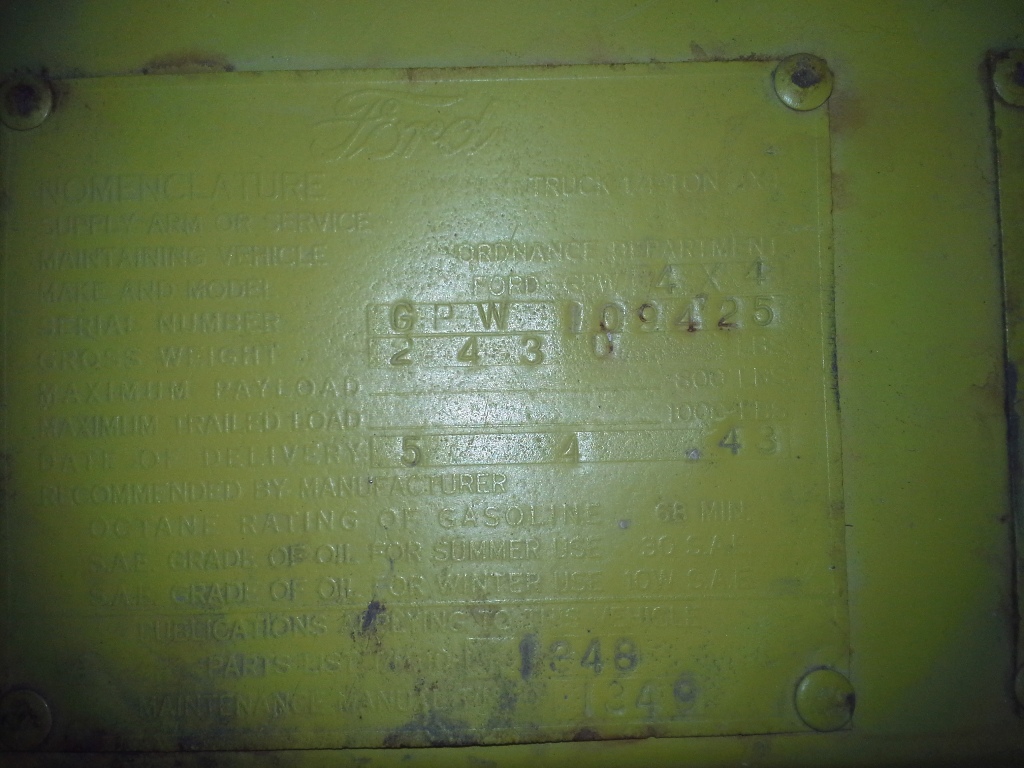 Ford
NOMENCLATURE TRUCK 1/4-TON 4X4
SUPPLY ARM OR SERVICE
MAINTAINING VEHICLE ORDNANCE DEPARTMENT
MAKE AND MODEL FORD-GPW 4 X 4
SERIAL NUMBER GPW 109425
GROSS WEIGHT 2430 LBS
MAXIMUM PAYLOAD 800 LBS
MAXIMUM TRAILED LOAD 1000 LBS
DATE OF DELIVERY 5 4 .43
RECOMMENDED BY MANUFACTURER
OCTANE RATING OF GASOLINE 68 MIN.
S.A.E. GRADE OF OIL FOR SUMMER USE 30 S.A.E.
S.A.E. GRADE OF OIL FOR WINTER USE 10W S.A.E.
PUBLICATIONS APPLYING TO THIS VEHICLE
PARTS LIST
MAINTENANCE MANUAL